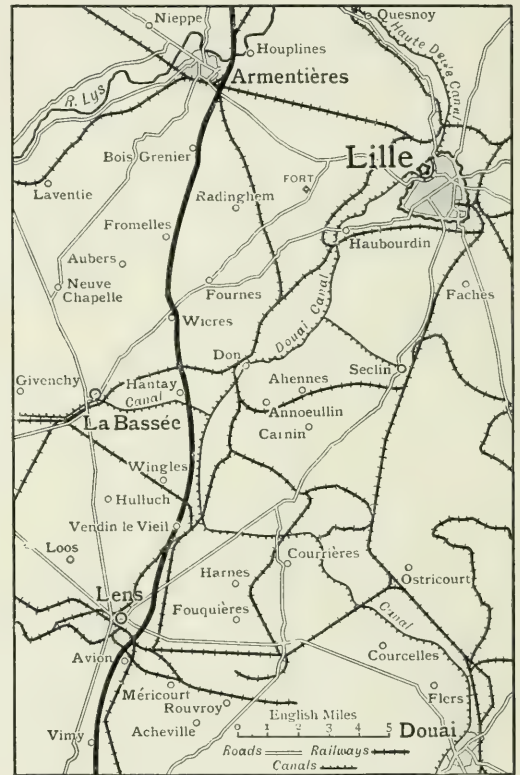 Nieppe
Quesnoy
Houplines
Haute Deule Canal
Armentières
R. Lys
Bois Grenier
Lille
FORT
Laventie
Radinghem
Fromelles
Haubourdin
Aubers
Neuve
Chapelle
Fournes
Faches
Douai Canal
Wicres
Don
Seclin
Givenchy
Hantay
Canal
Ahennes
Annoeullin
La Bassée
Carnin
Wingles
Hulluch
Vendin le Vieil
Loos
Courrières
Harnes
Ostricourt
Lens
Fouquières
Canal
Avion
Courcelles
Méricourt
Flers
Rouvroy
English Miles
Acheville
0 1 2 3 4 5
Douai
Vimy
Roads Railways
Canals